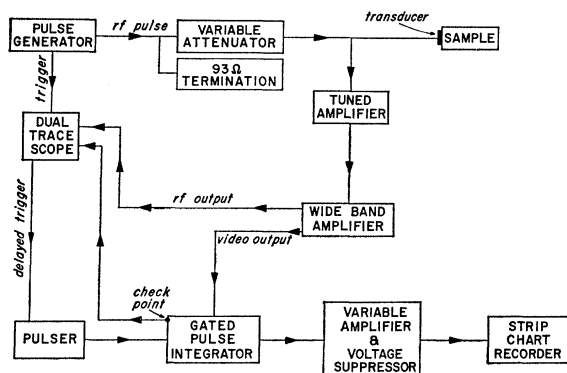 transducer
PULSE
GENERATOR
rf pulse
VARIABLE
ATTENUATOR
SAMPLE
93Ω
TERMINATION
trigger
TUNED
AMPLIFIER
DUAL
TRACE
SCOPE
rf output
WIDE BAND
AMPLIFIER
video output
delayed trigger
check
point
PULSER
GATED
PULSE
INTEGRATOR
VARIABLE
AMPLIFIER
&
VOLTAGE
SUPPRESSOR
STRIP
CHART
RECORDER